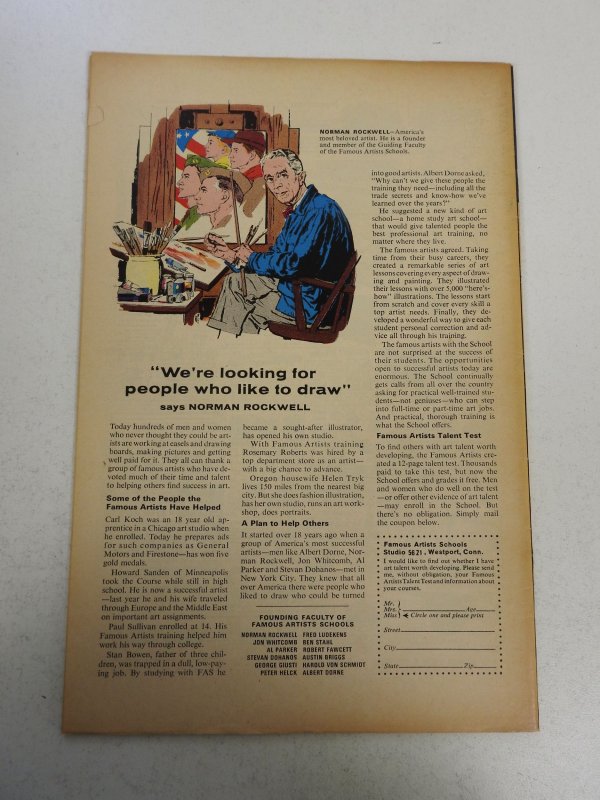 NORMAN ROCKWELL—America's
most beloved artist. He is a founder
and member of the Guiding Faculty
of the Famous Artists Schools.
"We're looking for
people who like to draw"
says NORMAN ROCKWELL
Today hundreds of men and women
who never thought they could be art-
ists are working at easels and drawing
boards, making pictures and getting
well paid for it. They all can thank a
group of famous artists who have de-
voted much of their time and talent
to helping others find success in art.
Some of the People the
Famous Artists Have Helped
Carl Koch was an 18 year old ap-
prentice in a Chicago art studio when
he enrolled. Today he prepares ads
for such companies as General
Motors and Firestone—has won five
gold medals.
Howard Sanden of Minneapolis
took the Course while still in high
school. He is now a successful artist
—last year he and his wife traveled
through Europe and the Middle East
on important art assignments.
Paul Sullivan enrolled at 14. His
Famous Artists training helped him
work his way through college.
Stan Bowen, father of three chil-
dren, was trapped in a dull, low-pay-
ing job. By studying with FAS he
became a sought-after illustrator,
has opened his own studio.
With Famous Artists training
Rosemary Roberts was hired by a
top department store as an artist—
with a big chance to advance.
Oregon housewife Helen Tryk
lives 150 miles from the nearest big
city. But she does fashion illustration,
has her own studio, runs an art work-
shop, does portraits.
A Plan to Help Others
It started over 18 years ago when a
group of America's most successful
artists—men like Albert Dorne, Nor-
man Rockwell, Jon Whitcomb, Al
Parker and Stevan Dohanos—met in
New York City. They knew that all
over America there were people who
liked to draw who could be turned
FOUNDING FACULTY OF
FAMOUS ARTISTS SCHOOLS
NORMAN ROCKWELL FRED LUDEKENS
JON WHITCOMB BEN STAHL
AL PARKER ROBERT FAWCETT
STEVAN DOHANOS AUSTIN BRIGGS
GEORGE GIUSTI HAROLD VON SCHMIDT
PETER HELCK ALBERT DORNE
into good artists. Albert Dorne asked,
"Why can't we give these people the
training they need—including all the
trade secrets and know-how we've
learned over the years?"
He suggested a new kind of art
school—a home study art school—
that would give talented people the
best professional art training, no
matter where they live.
The famous artists agreed. Taking
time from their busy careers, they
created a remarkable series of art
lessons covering every aspect of draw-
ing and painting. They illustrated
their lessons with over 5,000 "here's-
how" illustrations. The lessons start
from scratch and cover every skill a
top artist needs. Finally, they de-
veloped a wonderful way to give each
student personal correction and ad-
vice all through his training.
The famous artists with the School
are not surprised at the success of
their students. The opportunities
open to successful artists today are
enormous. The School continually
gets calls from all over the country
asking for practical well-trained stu-
dents—not geniuses—who can step
into full-time or part-time art jobs.
And practical, thorough training is
what the School offers.
Famous Artists Talent Test
To find others with art talent worth
developing, the Famous Artists cre-
ated a 12-page talent test. Thousands
paid to take this test, but now the
School offers and grades it free. Men
and women who do well on the test
—or offer other evidence of art talent
—may enroll in the School. But
there's no obligation. Simply mail
the coupon below.
Famous Artists Schools
Studio 5621, Westport, Conn.
I would like to find out whether I have
art talent worth developing. Please send
me, without obligation, your Famous
Artists Talent Test and information about
your courses.
Mr.
Mrs. Age
Miss Circle one and please print
Street
City
State Zip